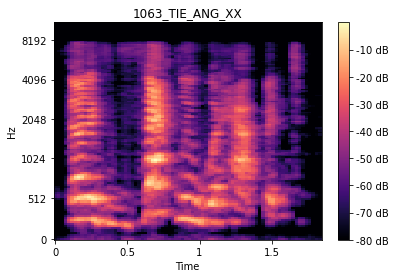 1063_TIE_ANG_XX
8192
4096
2048
1024
512
0
Hz
0
0.5
1
1.5
Time
-10 dB
-20 dB
-30 dB
-40 dB
-50 dB
-60 dB
-70 dB
-80 dB